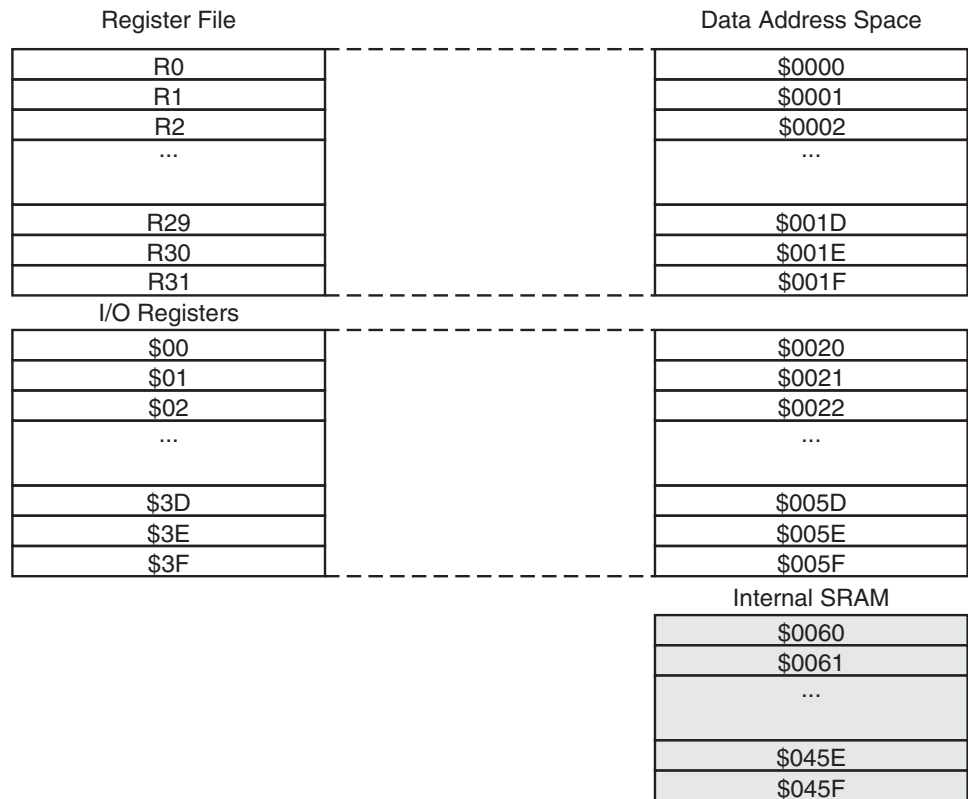 Register File
Data Address Space
R0
$0000
R1
$0001
R2
$0002
...
...
R29
$001D
R30
$001E
R31
$001F
I/O Registers
$00
$0020
$01
$0021
$02
$0022
...
...
$3D
$005D
$3E
$005E
$3F
$005F
Internal SRAM
$0060
$0061
...
$045E
$045F